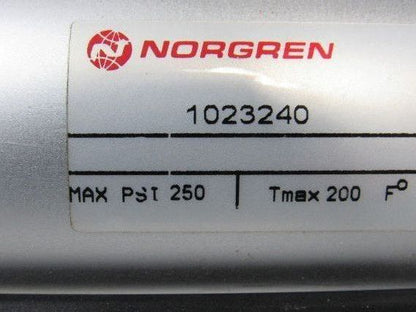 NORGREN
1023240
MAX PSI 250 | Tmax 200 F°